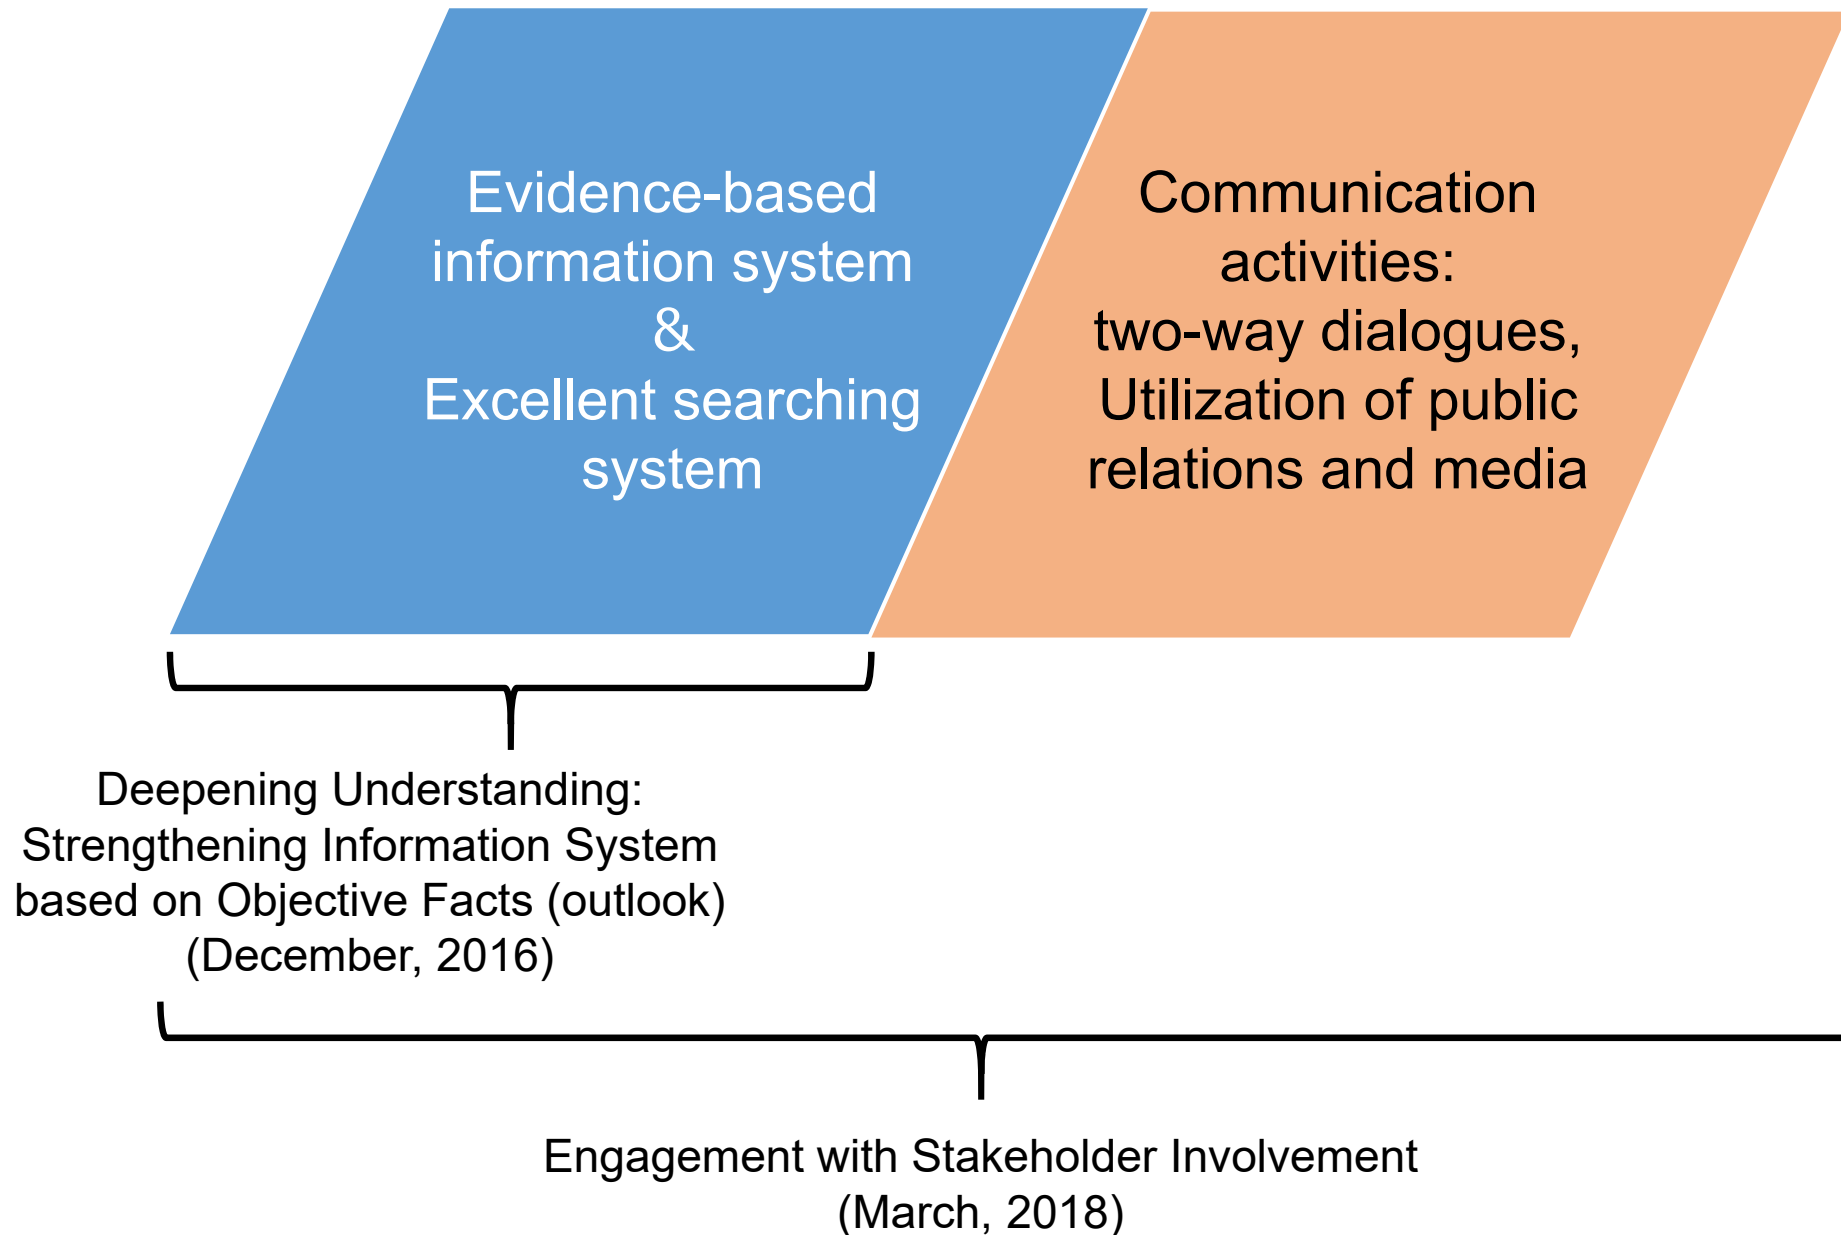 Evidence-based
information system
&
Excellent searching
system
Communication
activities:
two-way dialogues,
Utilization of public
relations and media
Deepening Understanding:
Strengthening Information System
based on Objective Facts (outlook)
(December, 2016)
Engagement with Stakeholder Involvement
(March, 2018)